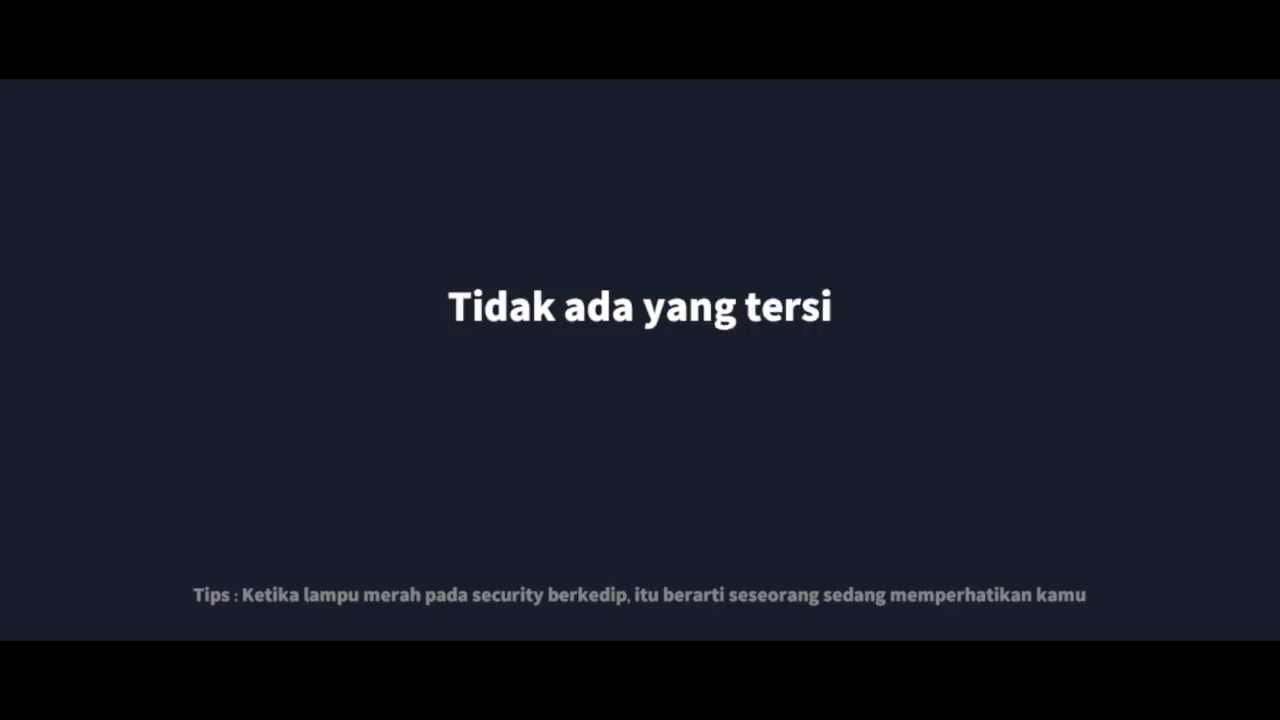 Tidak ada yang tersi
Tips : Ketika lampu merah pada security berkedip, itu berarti seseorang sedang memperhatikan kamu